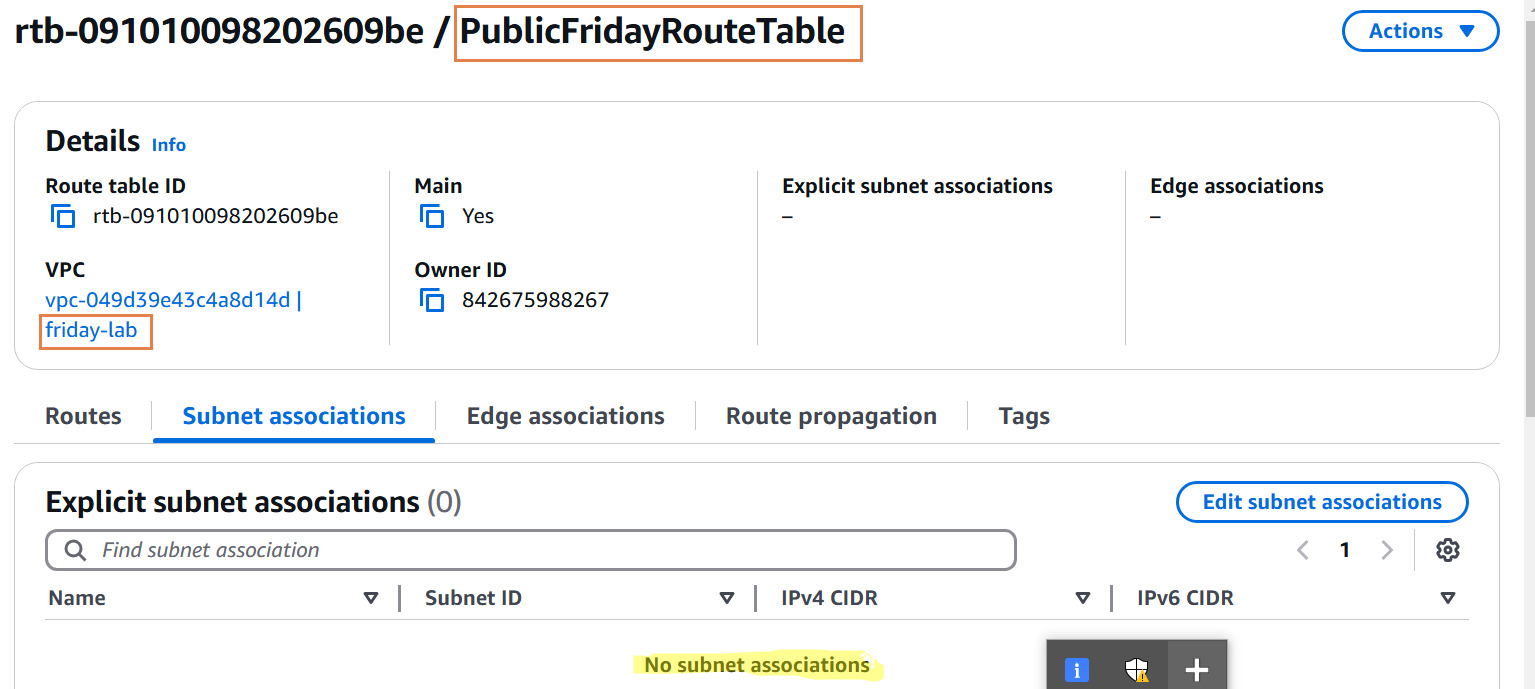 rtb-091010098202609be / PublicFridayRouteTable
Actions
Details Info
Route table ID
rtb-091010098202609be
Main
Yes
Explicit subnet associations
–
Edge associations
–
VPC
vpc-049d39e43c4a8d14d |
friday-lab
Owner ID
842675988267
Routes
Subnet associations
Edge associations
Route propagation
Tags
Explicit subnet associations (0)
Edit subnet associations
Find subnet association
1
Name
Subnet ID
IPv4 CIDR
IPv6 CIDR
No subnet associations